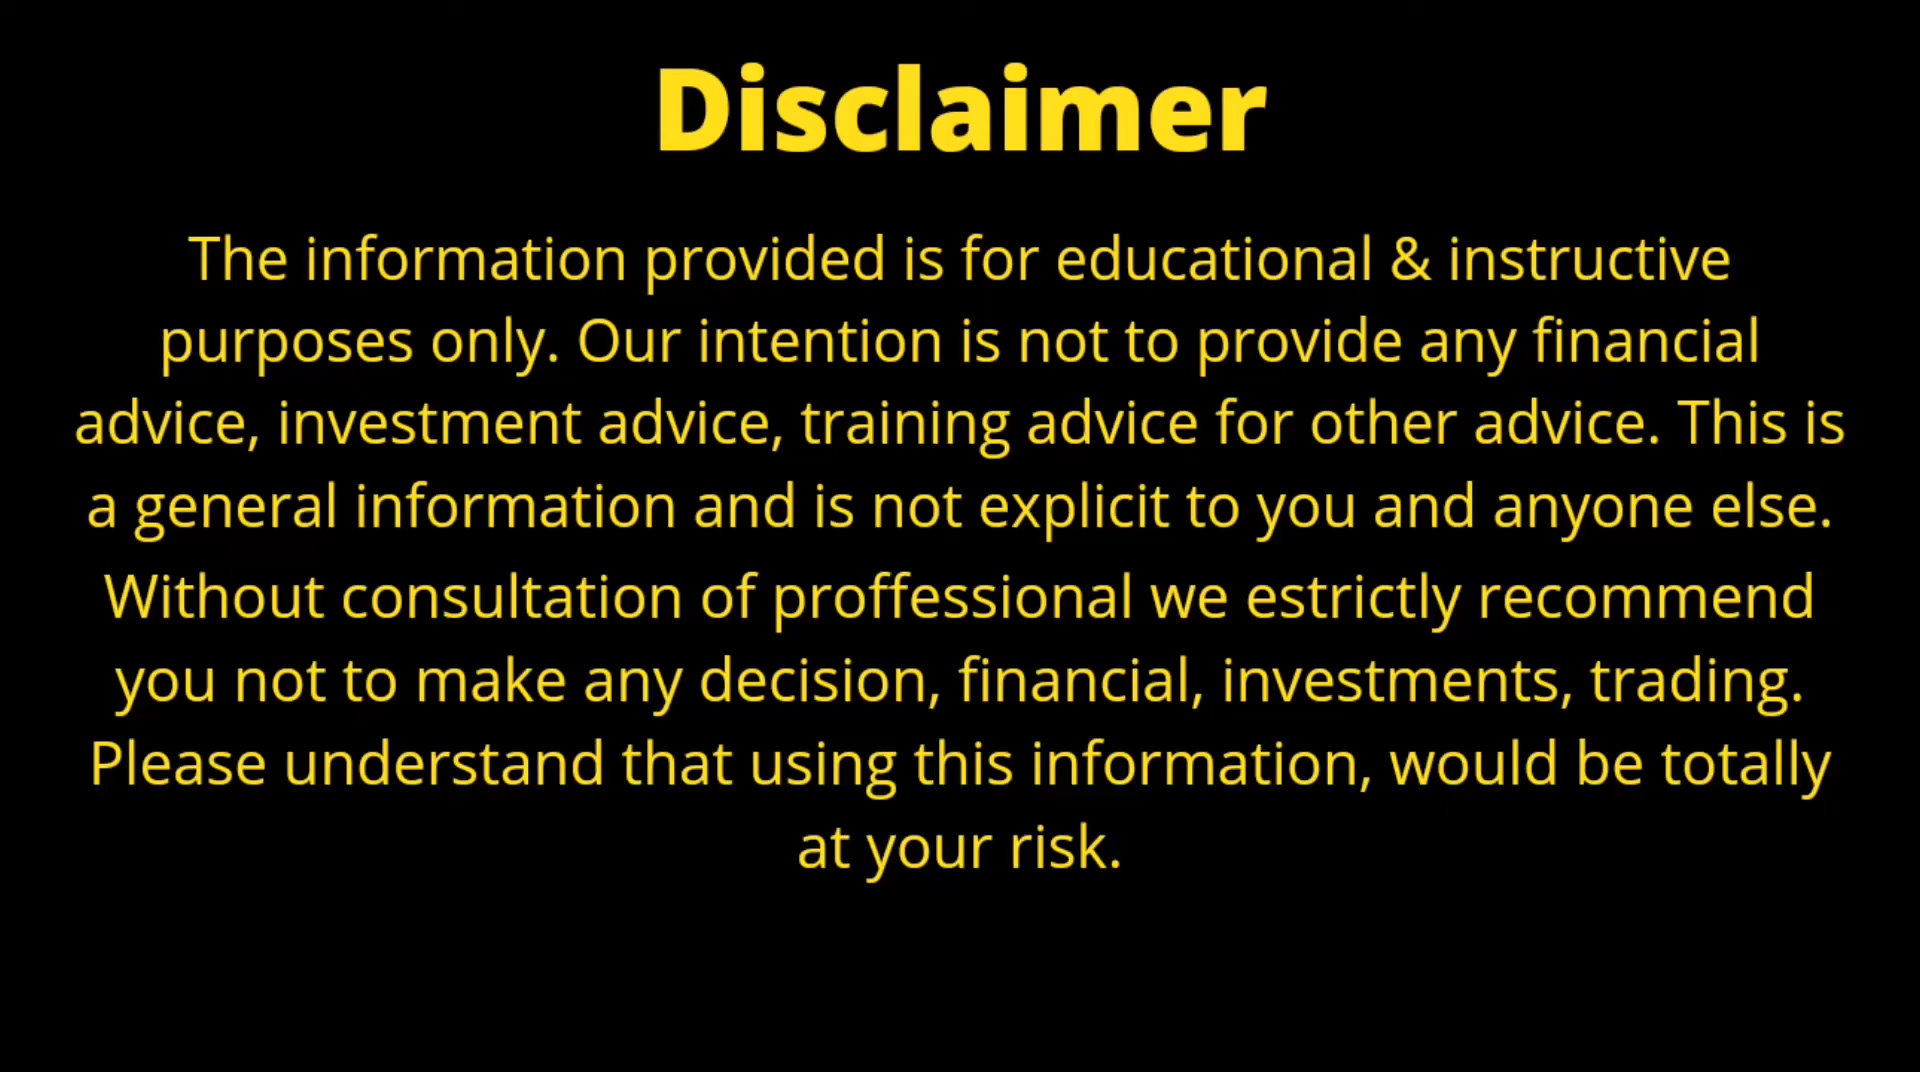 Disclaimer
The information provided is for educational & instructive
purposes only. Our intention is not to provide any financial
advice, investment advice, training advice for other advice. This is
a general information and is not explicit to you and anyone else.
Without consultation of proffessional we estrictly recommend
you not to make any decision, financial, investments, trading.
Please understand that using this information, would be totally
at your risk.